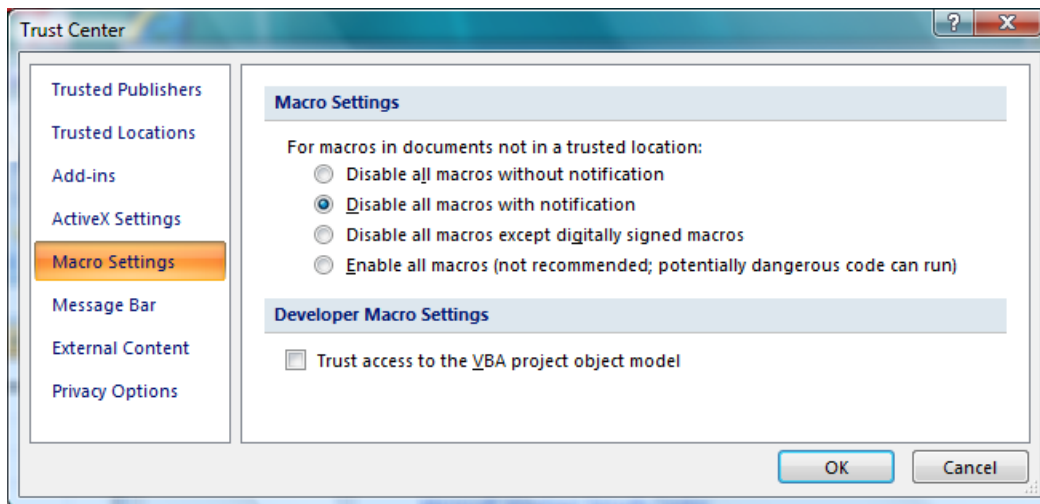 Trust Center
Trusted Publishers
Trusted Locations
Add-ins
ActiveX Settings
Macro Settings
Message Bar
External Content
Privacy Options
Macro Settings
For macros in documents not in a trusted location:
Disable all macros without notification
Disable all macros with notification
Disable all macros except digitally signed macros
Enable all macros (not recommended; potentially dangerous code can run)
Developer Macro Settings
Trust access to the VBA project object model
OK
Cancel